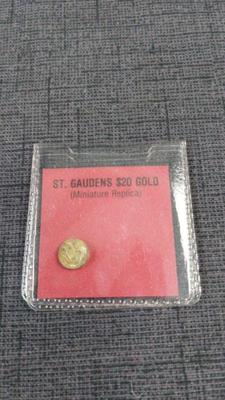 ST. GAUDENS $20 GOLD
(Miniature Replica)